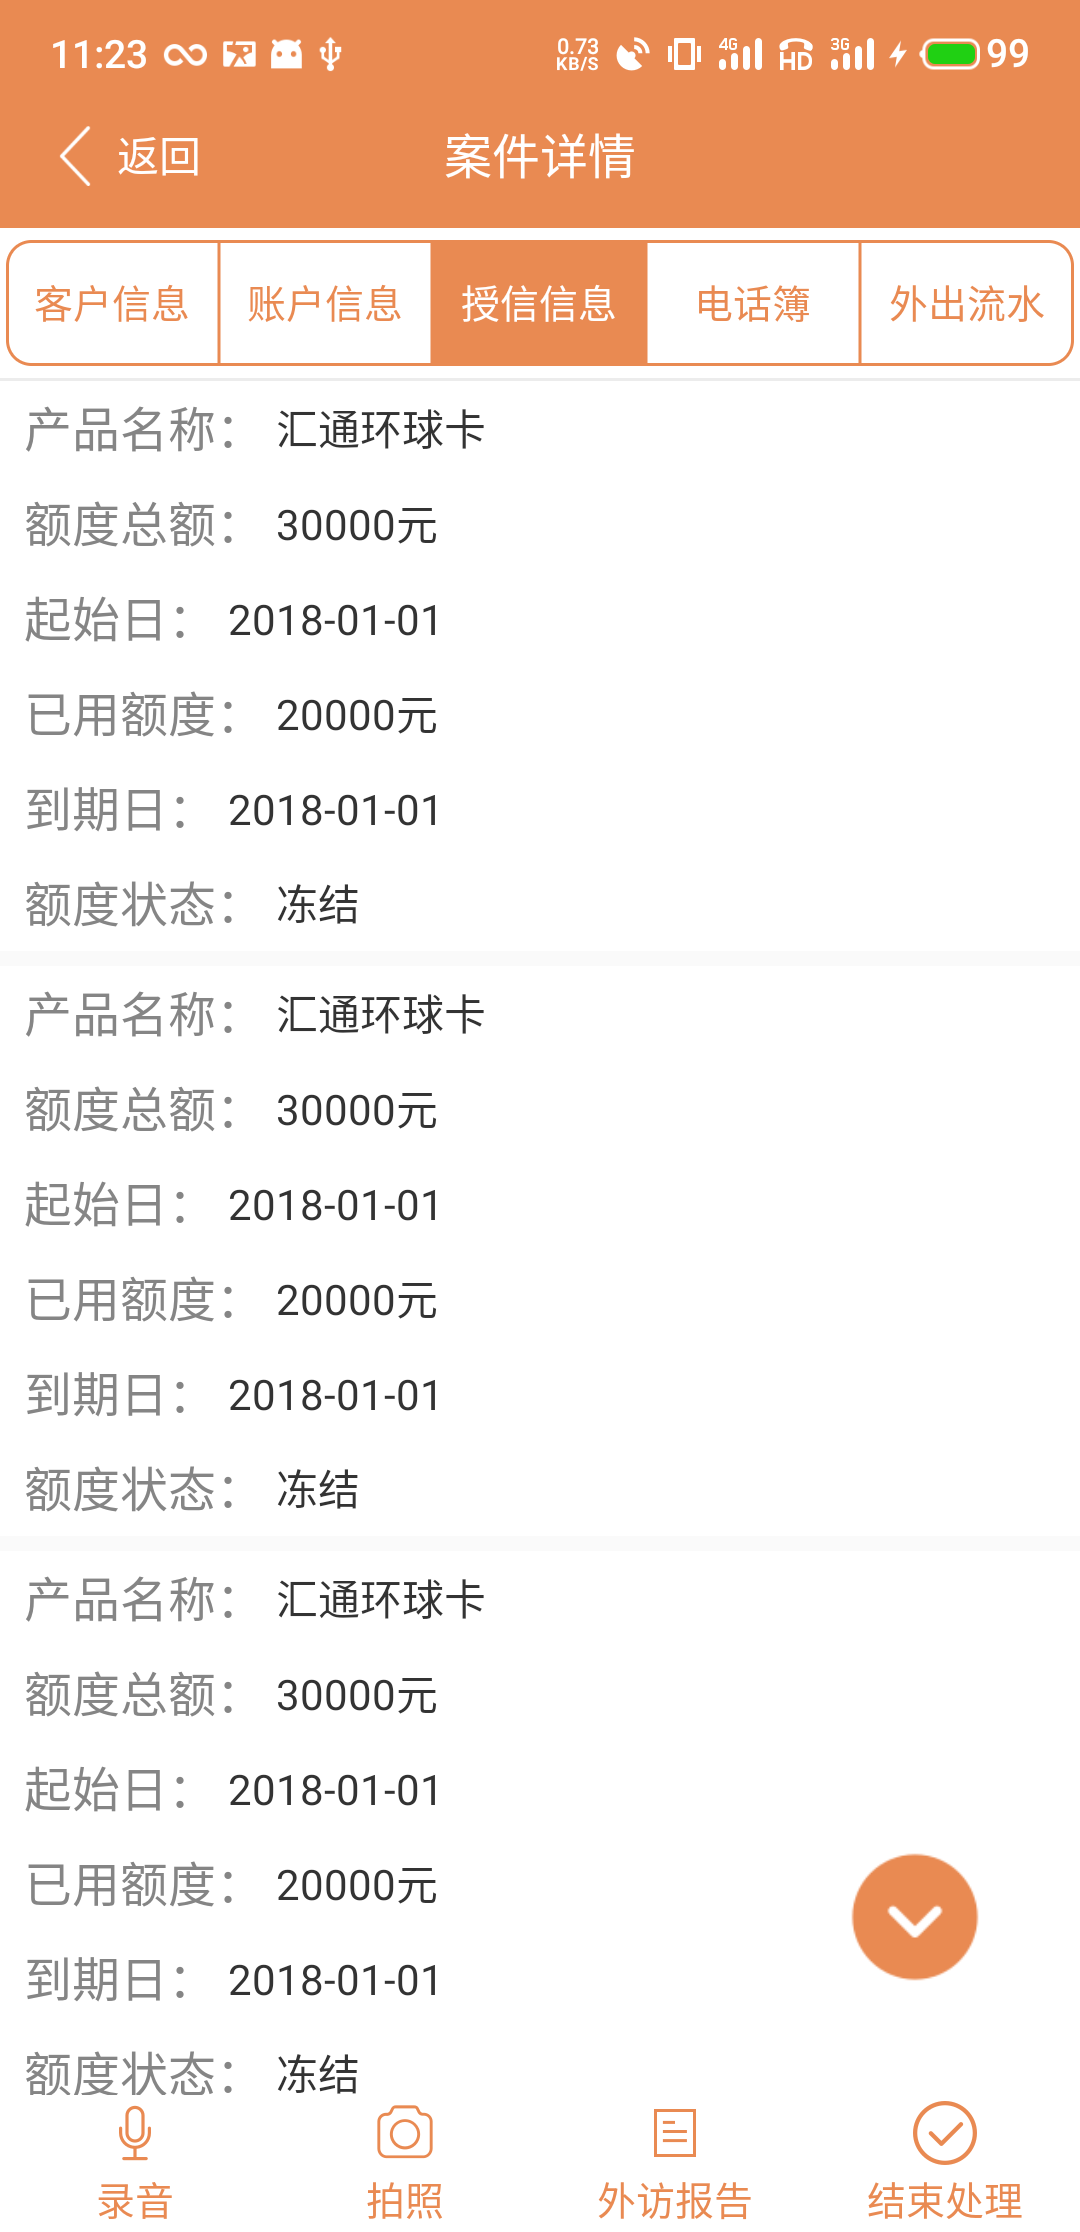 11:23 0.73 KB/S 4G HD 3G 99
返回 案件详情
客户信息 账户信息 授信信息 电话簿 外出流水
产品名称： 汇通环球卡
额度总额： 30000元
起始日： 2018-01-01
已用额度： 20000元
到期日： 2018-01-01
额度状态： 冻结
产品名称： 汇通环球卡
额度总额： 30000元
起始日： 2018-01-01
已用额度： 20000元
到期日： 2018-01-01
额度状态： 冻结
产品名称： 汇通环球卡
额度总额： 30000元
起始日： 2018-01-01
已用额度： 20000元
到期日： 2018-01-01
额度状态： 冻结
录音 拍照 外访报告 结束处理